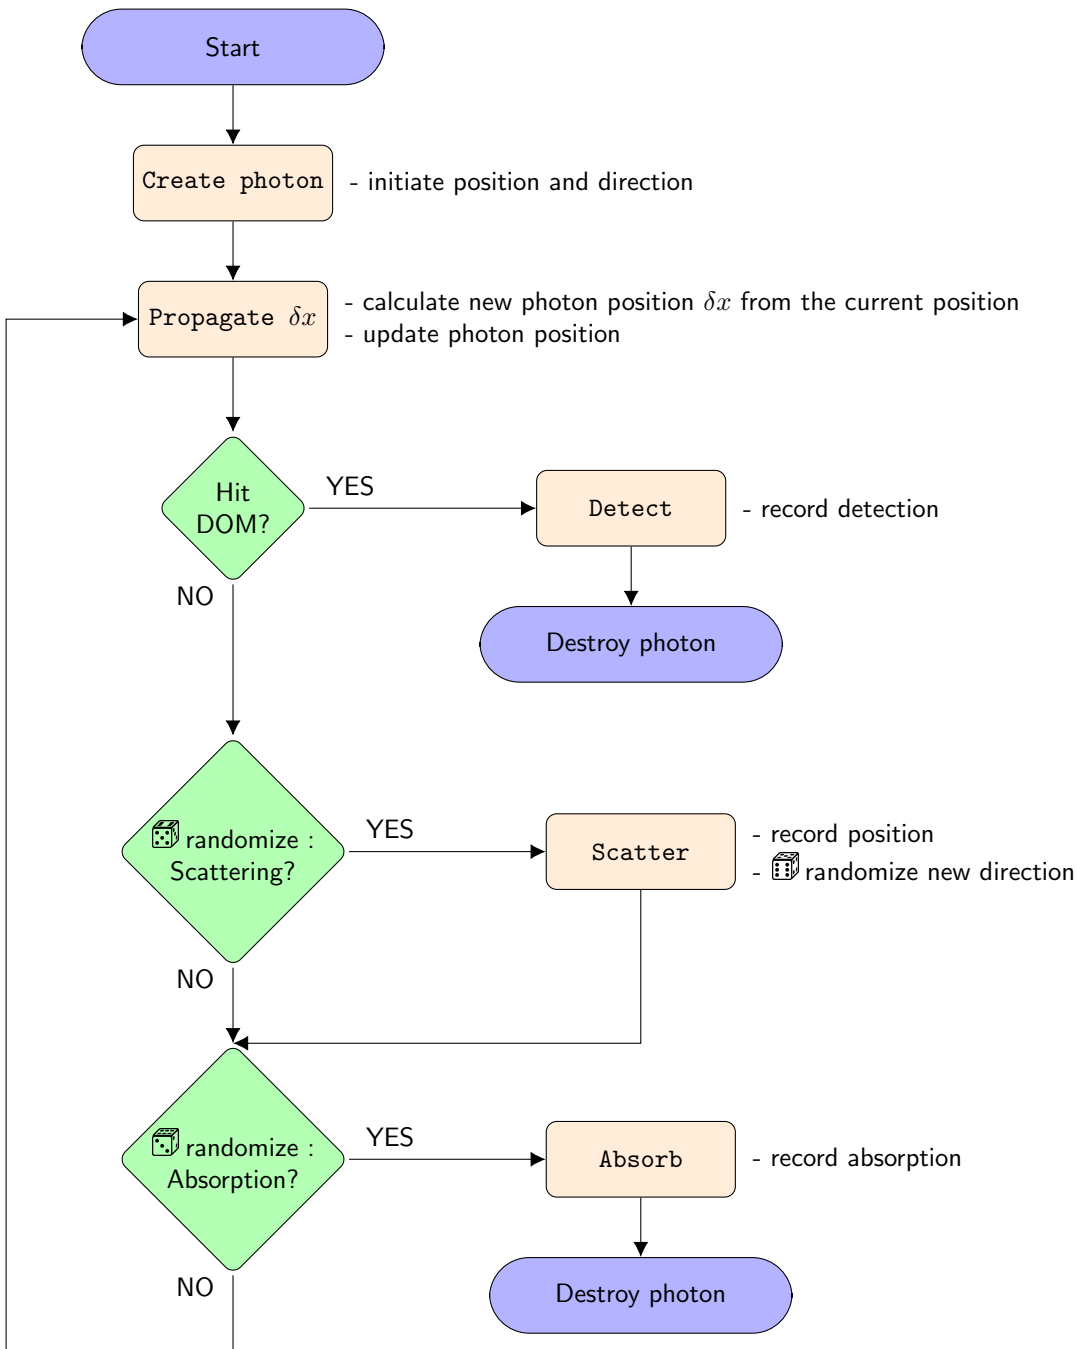 Start
Create photon
- initiate position and direction
Propagate δx
- calculate new photon position δx from the current position
- update photon position
Hit
DOM?
YES
Detect
- record detection
NO
Destroy photon
randomize :
Scattering?
YES
Scatter
- record position
- randomize new direction
NO
randomize :
Absorption?
YES
Absorb
- record absorption
NO
Destroy photon